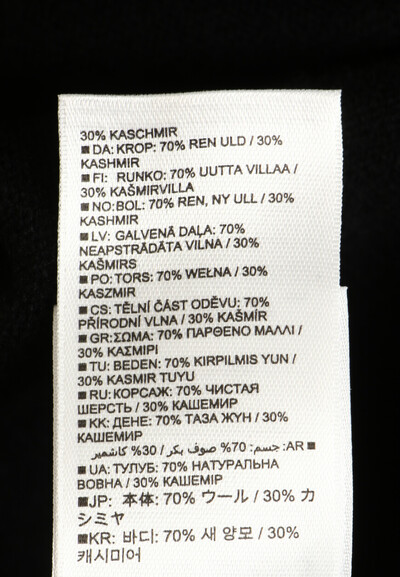 30% KASCHMIR
■DA: KROP: 70% REN ULD / 30%
KASHMIR
■FI: RUNKO: 70% UUTTA VILLAA /
30% KAŠMIRVILLA
■NO:BOL: 70% REN, NY ULL / 30%
KASHMIR
■LV: GALVENĀ DAĻA: 70%
NEAPSTRĀDĀTA VILNA / 30%
KAŠMIRS
■PO:TORS: 70% WEŁNA / 30%
KASZMIR
■CS: TĚLNÍ ČÁST ODĚVU: 70%
PŘÍRODNÍ VLNA / 30% KAŠMÍR
■GR:ΣΩΜΑ: 70% ΠΑΡΘΕΝΟ ΜΑΛΛΙ /
30% ΚΑΣΜΙΡΙ
■TU: BEDEN: 70% KIRPILMIS YUN /
30% KASMIR TUYU
■RU:КОРСАЖ: 70% ЧИСТАЯ
ШЕРСТЬ / 30% КАШЕМИР
■KK: ДЕНЕ: 70% ТАЗА ЖҮН / 30%
КАШЕМИР
■ AR: جسم: 70% صوف بكر / 30% كاشمير
■UA: ТУЛУБ: 70% НАТУРАЛЬНА
ВОВНА / 30% КАШЕМИР
■JP: 本体: 70% ウール / 30% カ
シミヤ
■KR: 바디: 70% 새 양모 / 30%
캐시미어